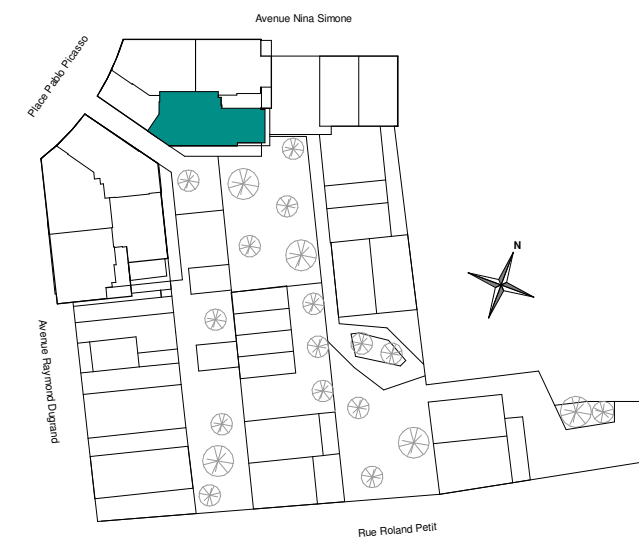 Avenue Nina Simone
Place Pablo Picasso
N
Avenue Raymond Dugrand
Rue Roland Petit